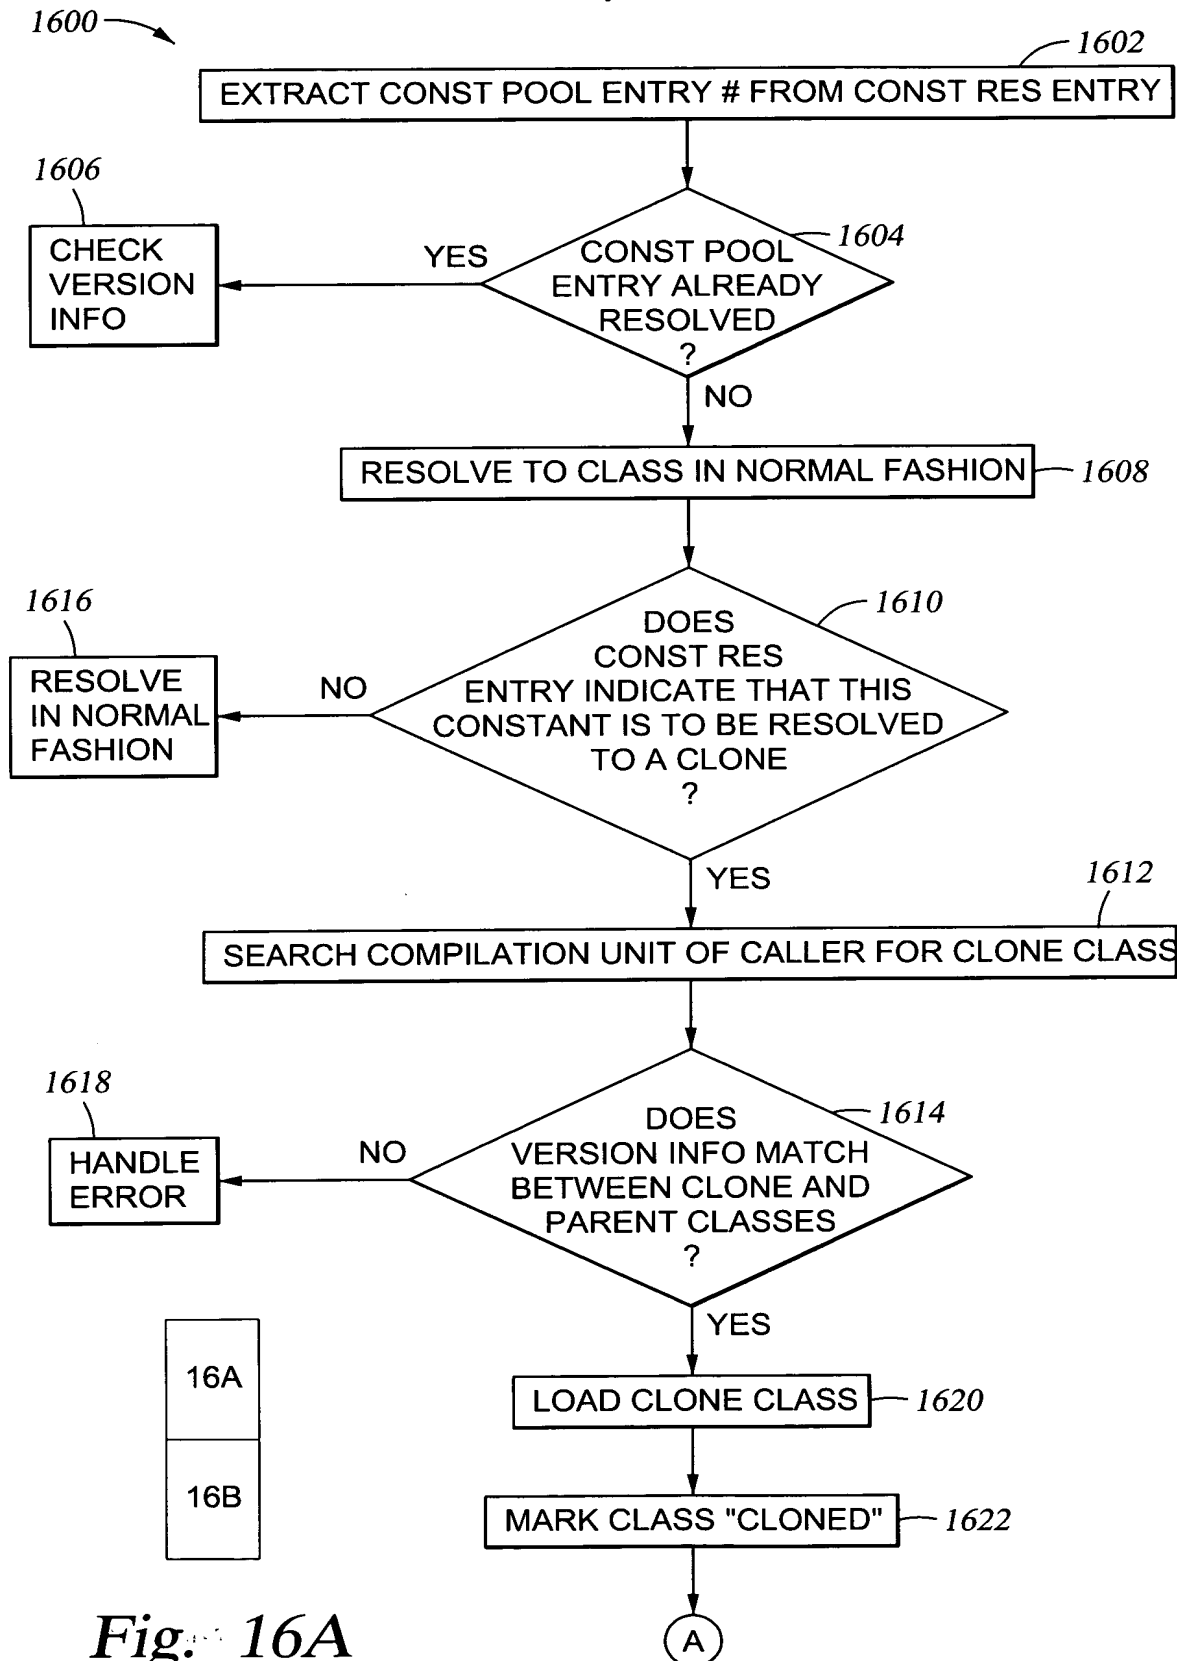 1600
1602
EXTRACT CONST POOL ENTRY # FROM CONST RES ENTRY
1606
CHECK
VERSION
INFO
YES
1604
CONST POOL
ENTRY ALREADY
RESOLVED
?
NO
RESOLVE TO CLASS IN NORMAL FASHION
1608
1616
RESOLVE
IN NORMAL
FASHION
NO
1610
DOES
CONST RES
ENTRY INDICATE THAT THIS
CONSTANT IS TO BE RESOLVED
TO A CLONE
?
YES
1612
SEARCH COMPILATION UNIT OF CALLER FOR CLONE CLASS
1618
HANDLE
ERROR
NO
1614
DOES
VERSION INFO MATCH
BETWEEN CLONE AND
PARENT CLASSES
?
YES
16A
16B
LOAD CLONE CLASS
1620
MARK CLASS "CLONED"
1622
A
Fig. 16A